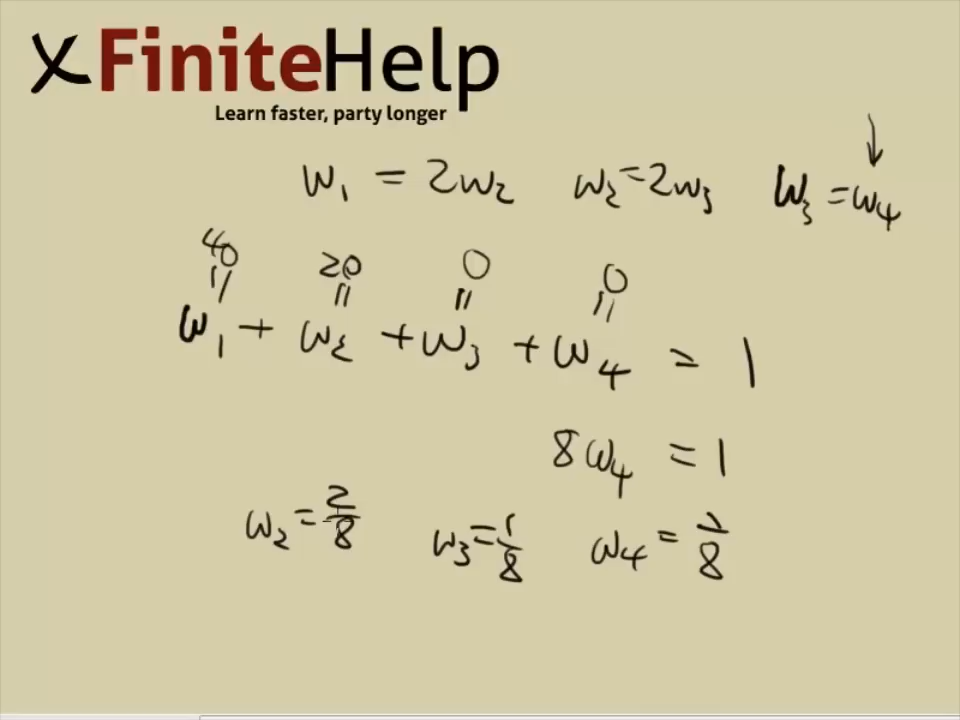 xFiniteHelp
Learn faster, party longer
w1 = 2w2 w2=2w3 w3=w4
40 20 0 0
w1 + w2 + w3 + w4 = 1
8w4 = 1
w2 = 2/8 w3=1/8 w4 = 1/8